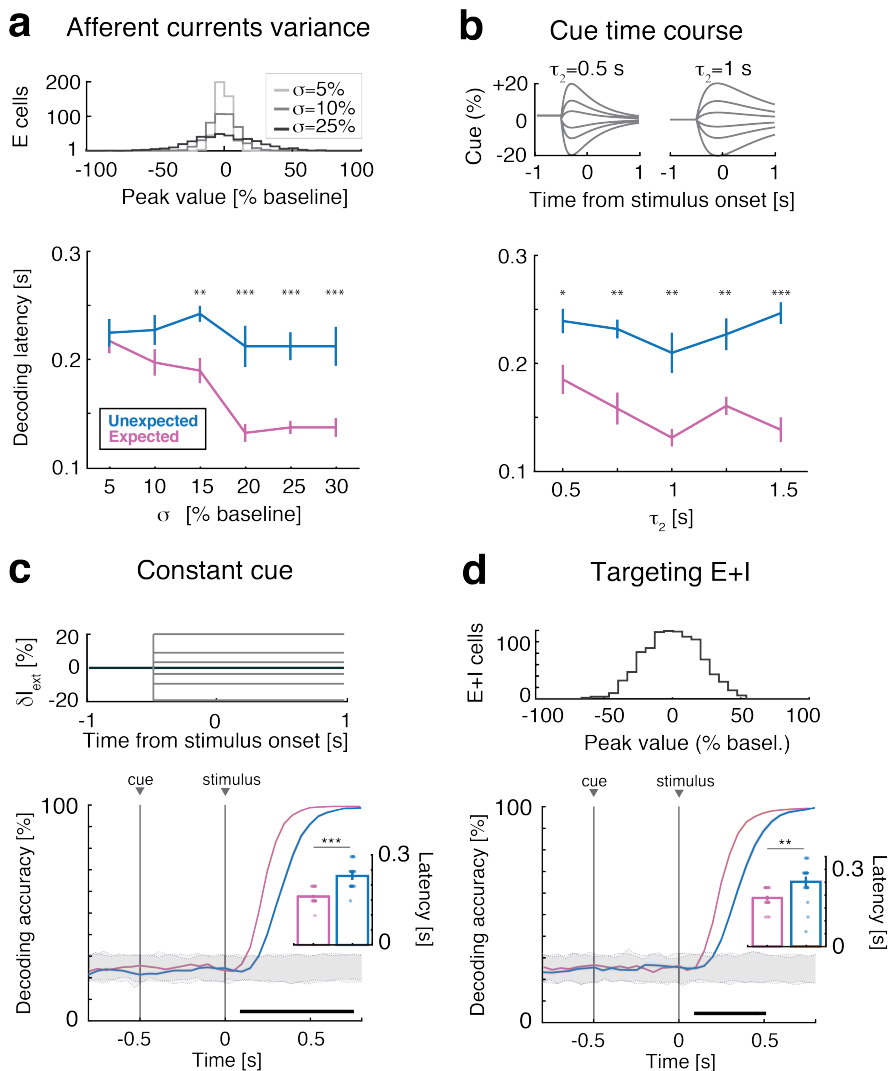 a Afferent currents variance
200
100
1
E cells
σ=5%
σ=10%
σ=25%
-100 -50 0 50 100
Peak value [% baseline]
0.3
0.2
0.1
Decoding latency [s]
** *** *** ***
Unexpected
Expected
5 10 15 20 25 30
σ [% baseline]
b Cue time course
τ2=0.5 s τ2=1 s
+20
0
-20
Cue (%)
-1 0 1 -1 0 1
Time from stimulus onset [s]
0.3
0.2
0.1
* ** ** ** ***
0.5 1 1.5
τ2 [s]
c Constant cue
20
0
-20
δIext [%]
-1 0 1
Time from stimulus onset [s]
cue stimulus
100
0
Decoding accuracy [%]
***
0.3
0
Latency [s]
-0.5 0 0.5
Time [s]
d Targeting E+I
100
0
E+I cells
-100 -50 0 50 100
Peak value (% basel.)
cue stimulus
100
0
Decoding accuracy [%]
**
0.3
0
Latency [s]
-0.5 0 0.5
Time [s]